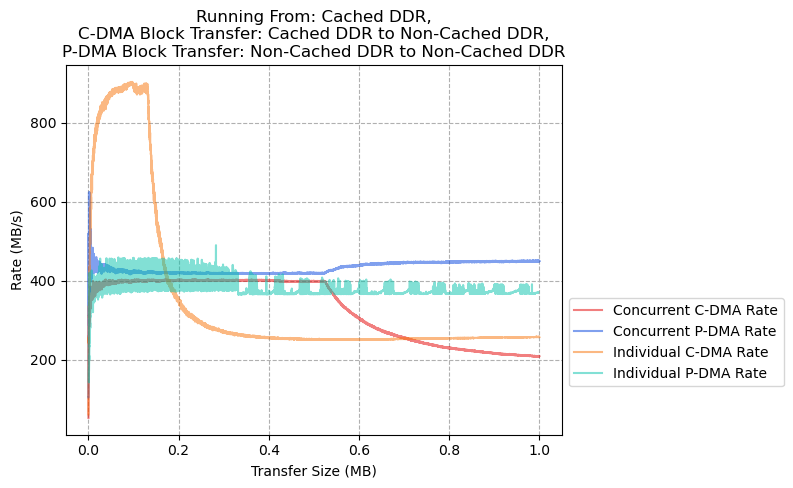 Running From: Cached DDR,
C-DMA Block Transfer: Cached DDR to Non-Cached DDR,
P-DMA Block Transfer: Non-Cached DDR to Non-Cached DDR
800
600
400
200
Rate (MB/s)
0.0 0.2 0.4 0.6 0.8 1.0
Transfer Size (MB)
Concurrent C-DMA Rate
Concurrent P-DMA Rate
Individual C-DMA Rate
Individual P-DMA Rate